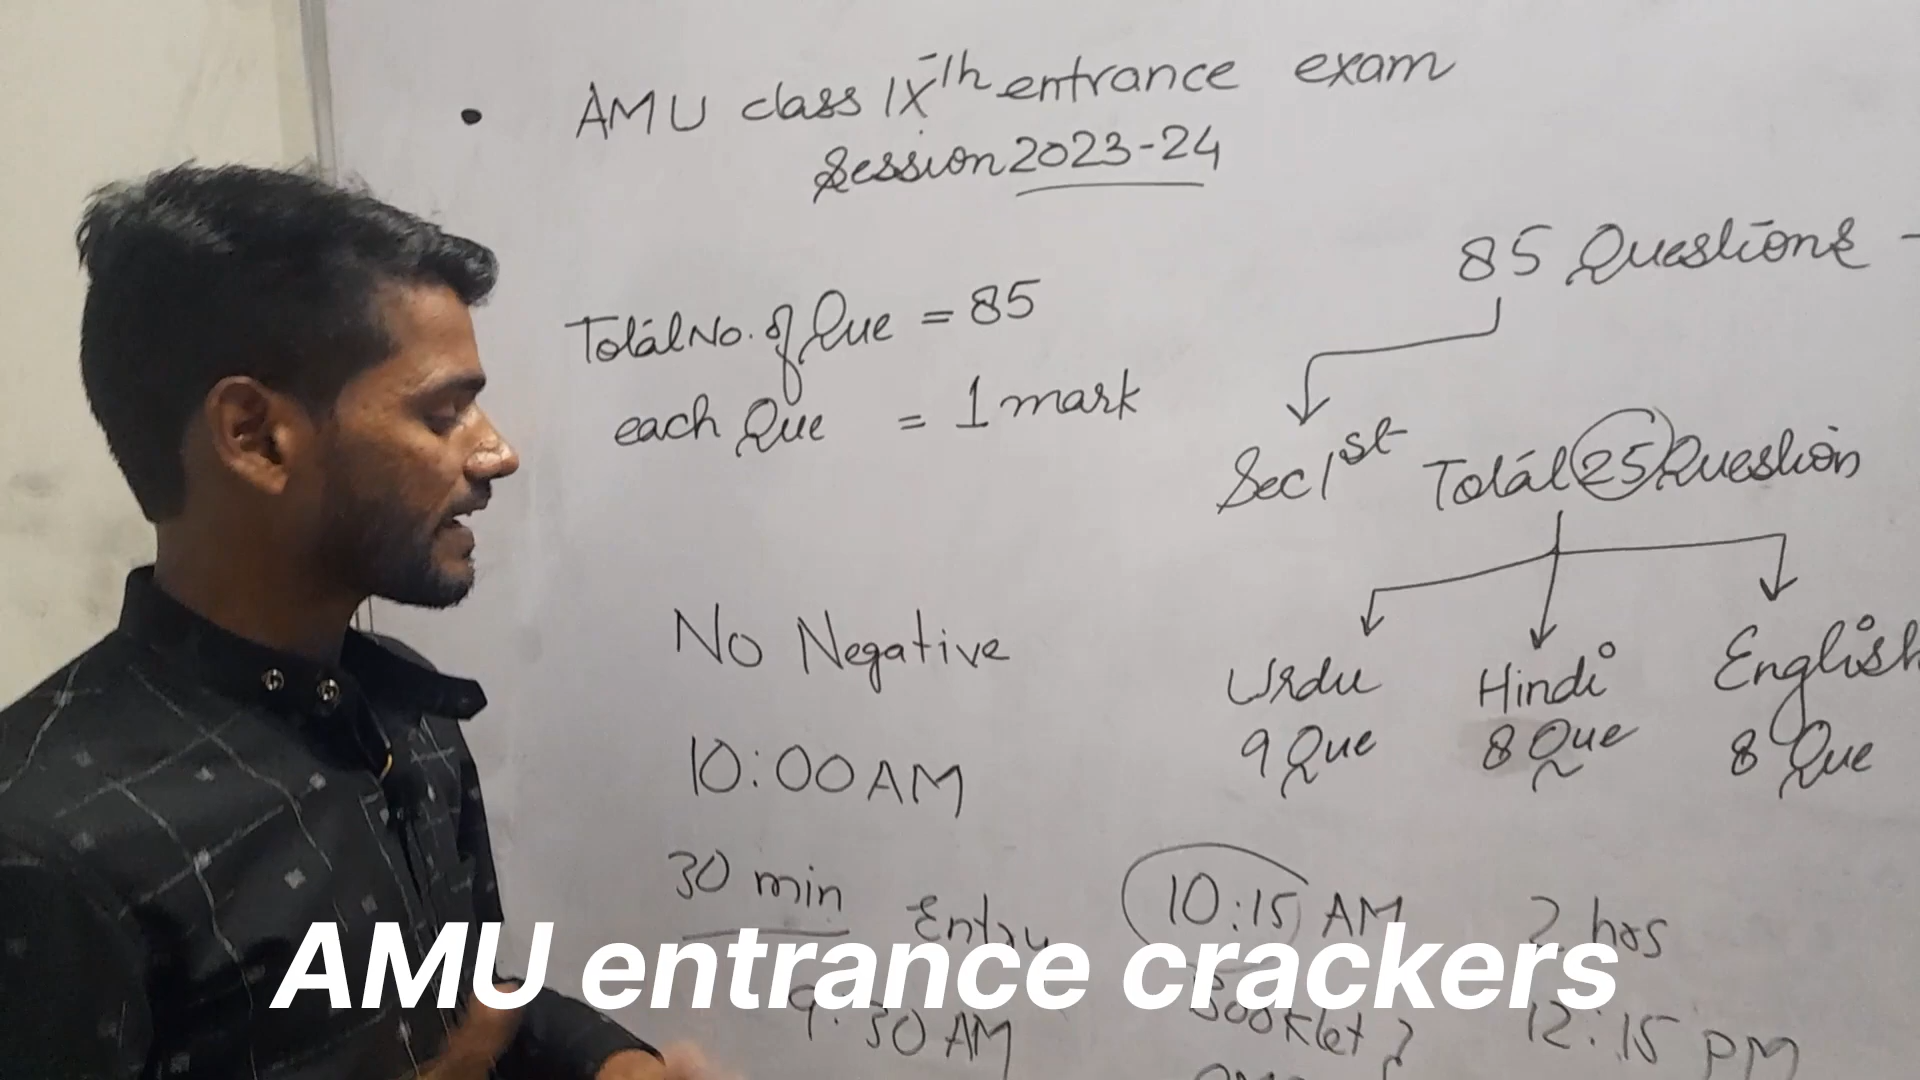 • AMU class IXth entrance exam
Session 2023-24
Total No. of Que = 85
each Que = 1 mark
No Negative
10:00 AM
30 min Entry
9:30 AM
85 Questions -
Sec 1st Total 25 Question
Urdu Hindi English
9 Que 8 Que 8 Que
10:15 AM 2 hrs
Booklet 12:15 PM
AMU entrance crackers